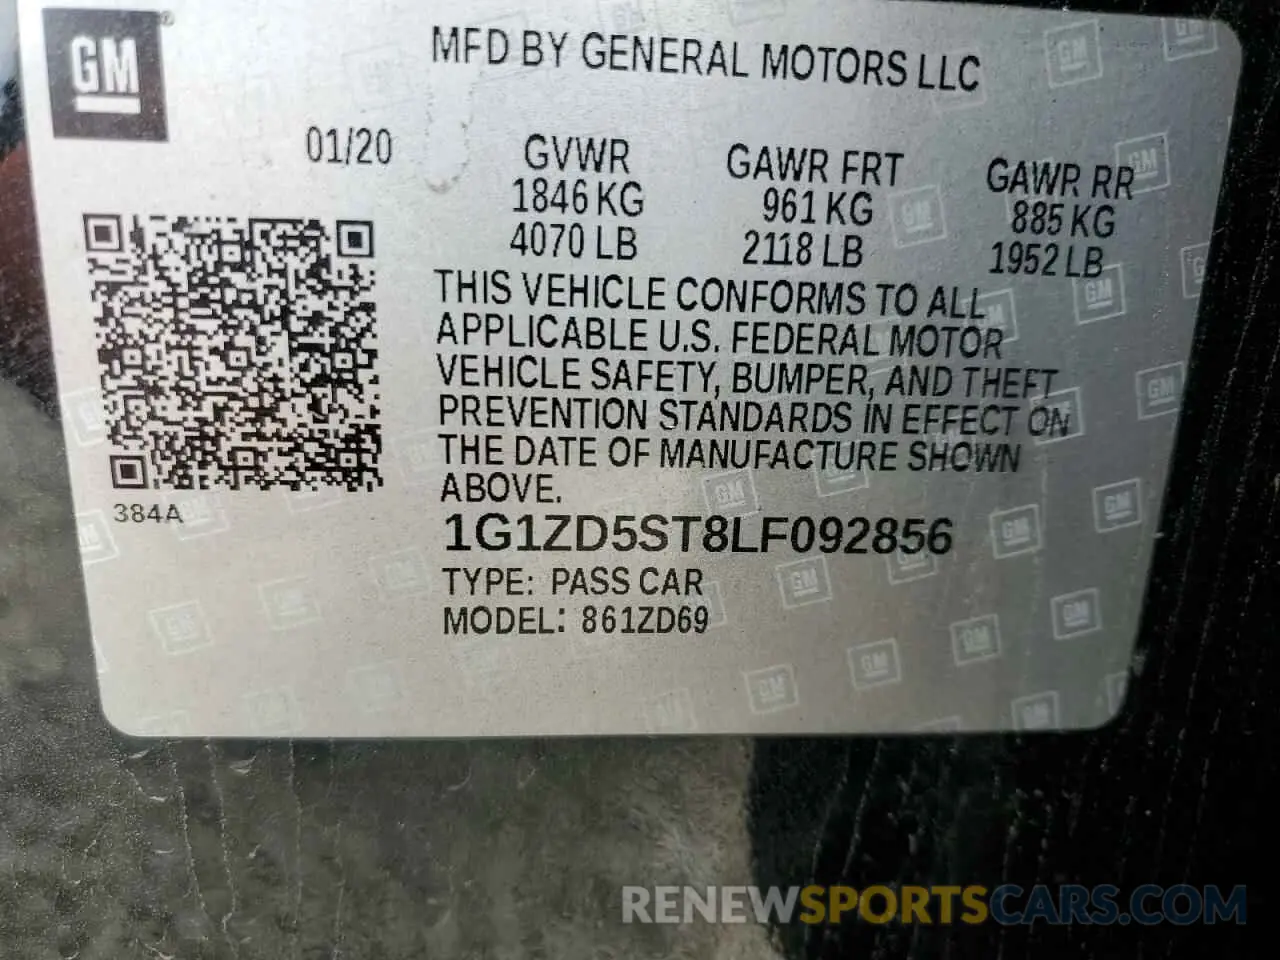 GM
MFD BY GENERAL MOTORS LLC
01/20
GVWR
1846 KG
4070 LB
GAWR FRT
961 KG
2118 LB
GAWR RR
885 KG
1952 LB
THIS VEHICLE CONFORMS TO ALL
APPLICABLE U.S. FEDERAL MOTOR
VEHICLE SAFETY, BUMPER, AND THEFT
PREVENTION STANDARDS IN EFFECT ON
THE DATE OF MANUFACTURE SHOWN
ABOVE.
384A
1G1ZD5ST8LF092856
TYPE: PASS CAR
MODEL: 861ZD69
RENEWSPORTSCARS.COM